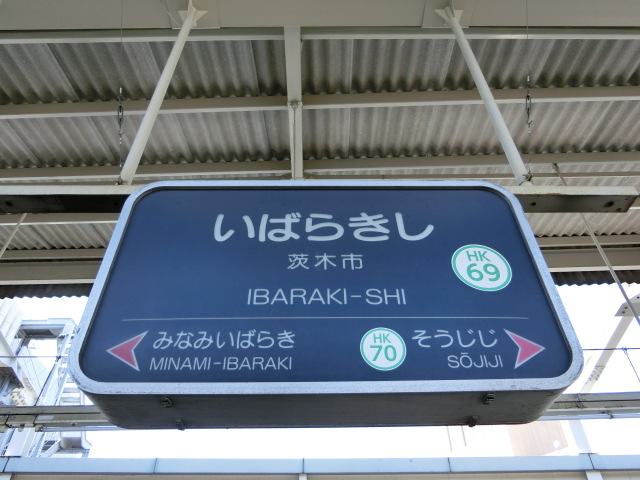 いばらきし
茨木市
IBARAKI-SHI
HK
69
みなみいばらき
MINAMI-IBARAKI
HK
70
そうじじ
SŌJIJI